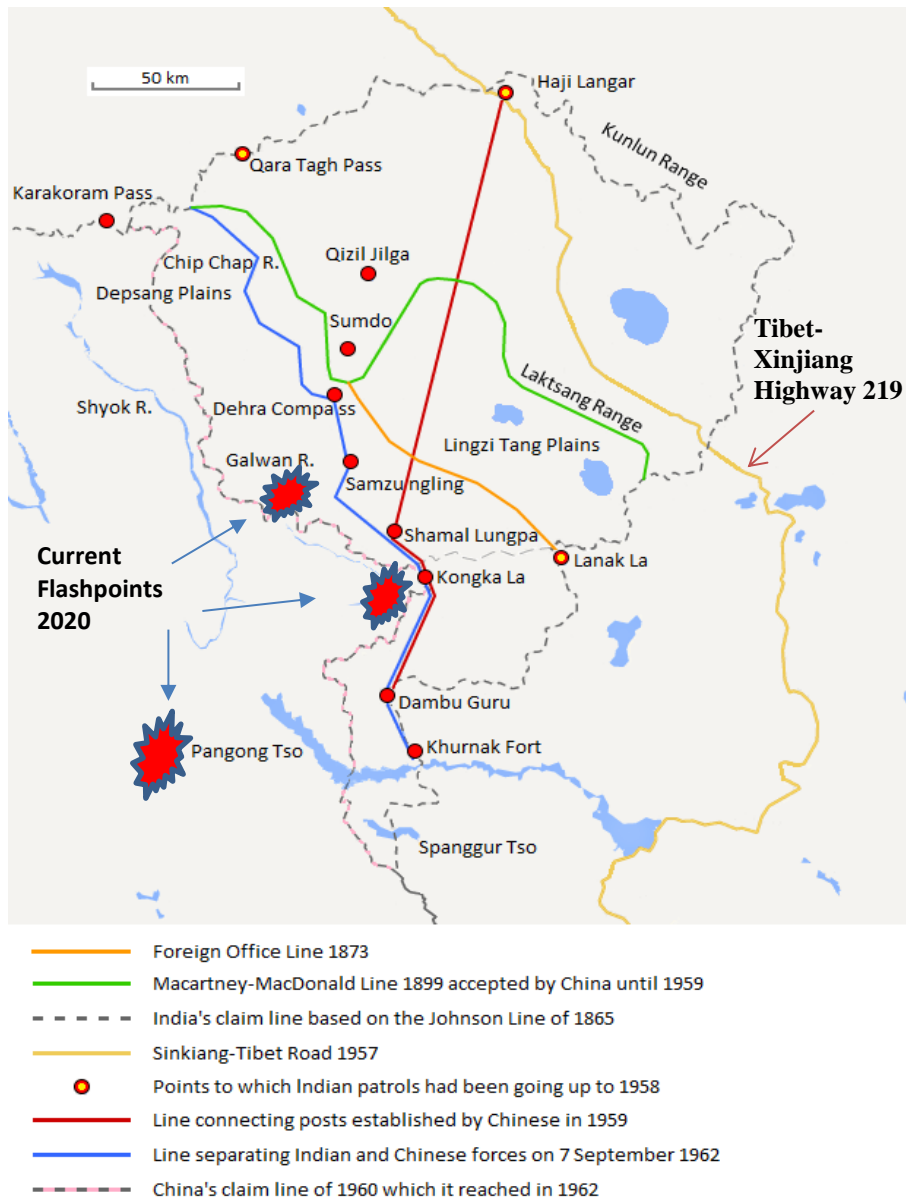 50 km
Haji Langar
Kunlun Range
Qara Tagh Pass
Karakoram Pass
Qizil Jilga
Chip Chap R.
Depsang Plains
Sumdo
Tibet-
Xinjiang
Highway 219
Laktsang Range
Shyok R.
Dehra Compass
Lingzi Tang Plains
Galwan R.
Samzungling
Shamal Lungpa
Lanak La
Current
Flashpoints
2020
Kongka La
Dambu Guru
Pangong Tso
Khurnak Fort
Spanggur Tso
Foreign Office Line 1873
Macartney-MacDonald Line 1899 accepted by China until 1959
India's claim line based on the Johnson Line of 1865
Sinkiang-Tibet Road 1957
Points to which Indian patrols had been going up to 1958
Line connecting posts established by Chinese in 1959
Line separating Indian and Chinese forces on 7 September 1962
China's claim line of 1960 which it reached in 1962